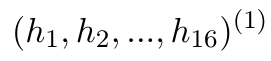 $(h_1, h_2, ..., h_{16})^{(1)}$